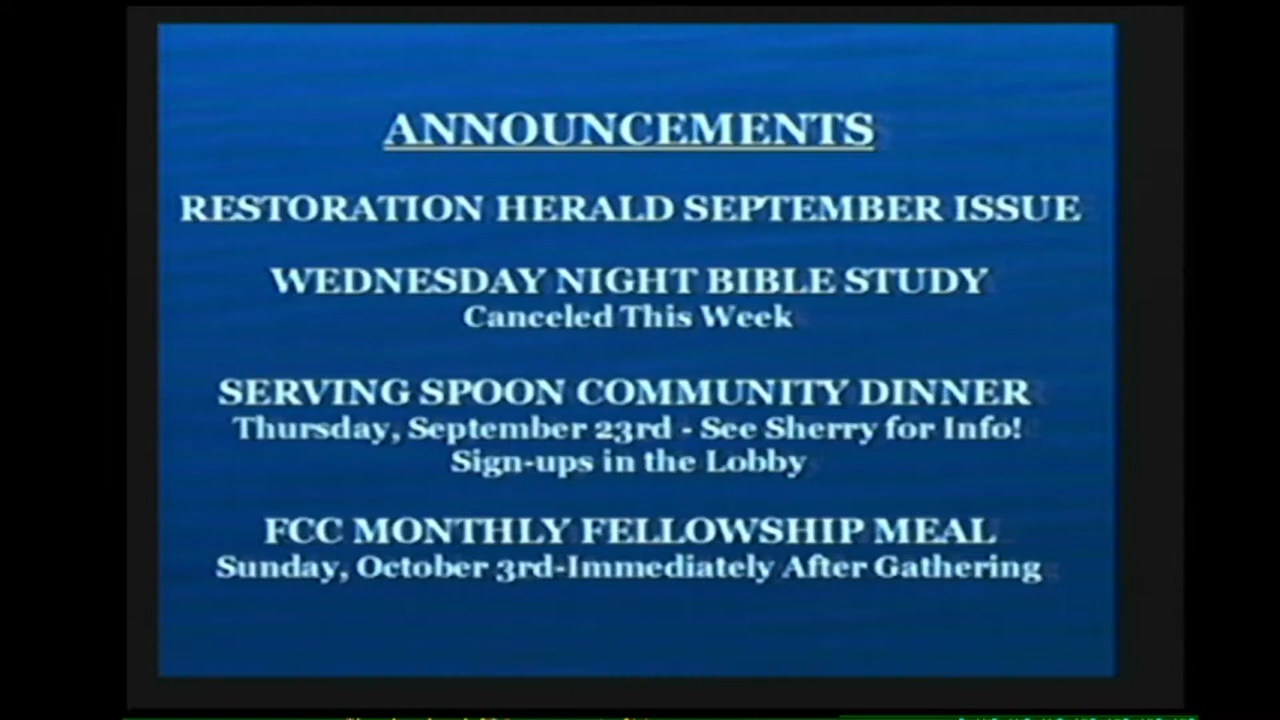 ANNOUNCEMENTS
RESTORATION HERALD SEPTEMBER ISSUE
WEDNESDAY NIGHT BIBLE STUDY
Canceled This Week
SERVING SPOON COMMUNITY DINNER
Thursday, September 23rd - See Sherry for Info!
Sign-ups in the Lobby
FCC MONTHLY FELLOWSHIP MEAL
Sunday, October 3rd-Immediately After Gathering